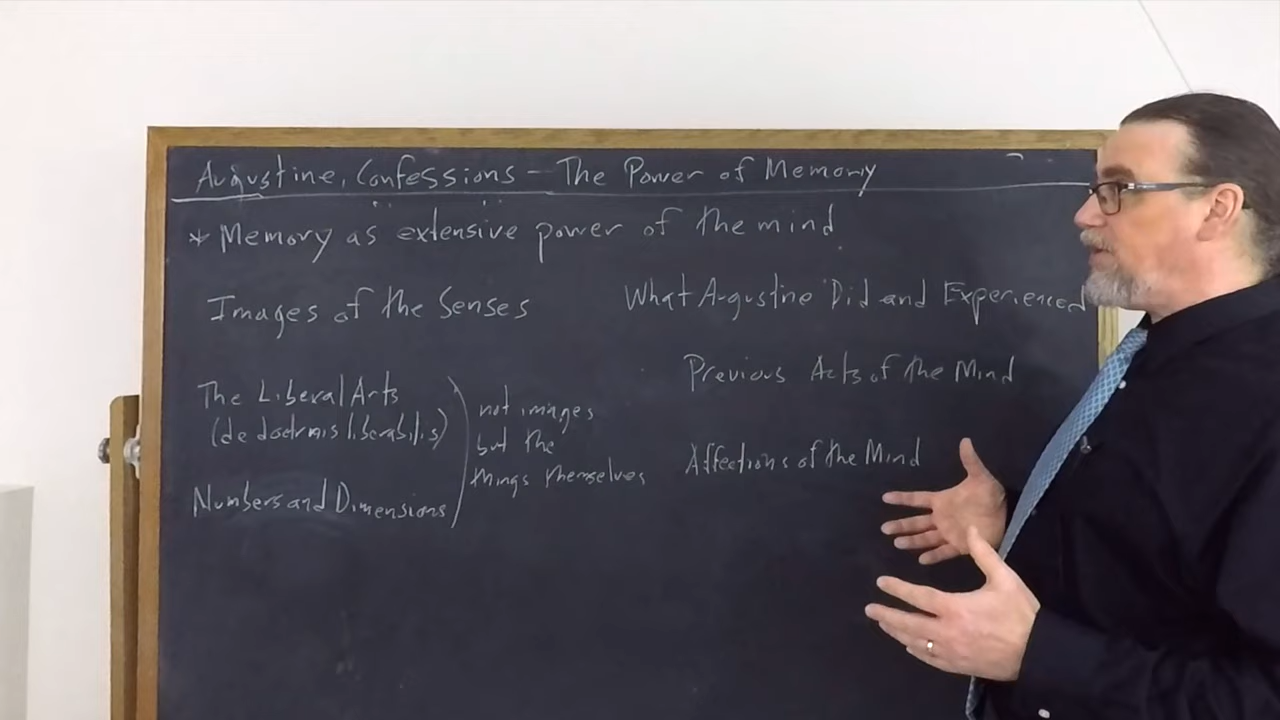 Augustine, Confessions - The Power of Memory
* Memory as extensive power of the mind
Images of the Senses
What Augustine Did and Experienced
The Liberal Arts
(de doctrinis liberabilis)
Numbers and Dimensions
not images
but the
things themselves
Previous Acts of the Mind
Affections of the Mind